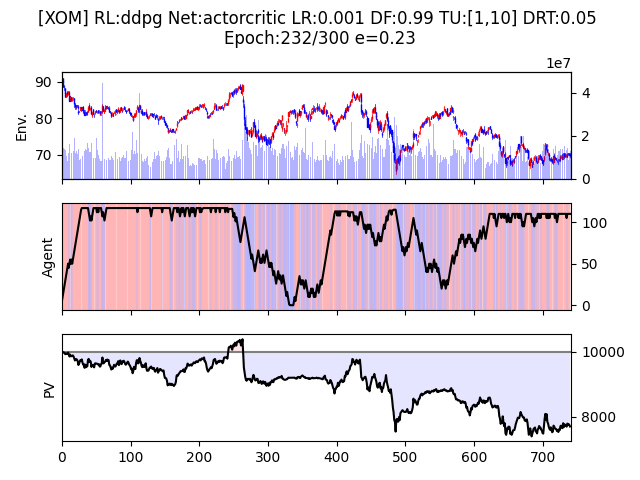 [XOM] RL:ddpg Net:actorcritic LR:0.001 DF:0.99 TU:[1,10] DRT:0.05
Epoch:232/300 e=0.23
1e7
90
80
70
Env.
4
2
0
Agent
100
50
0
PV
10000
8000
0 100 200 300 400 500 600 700